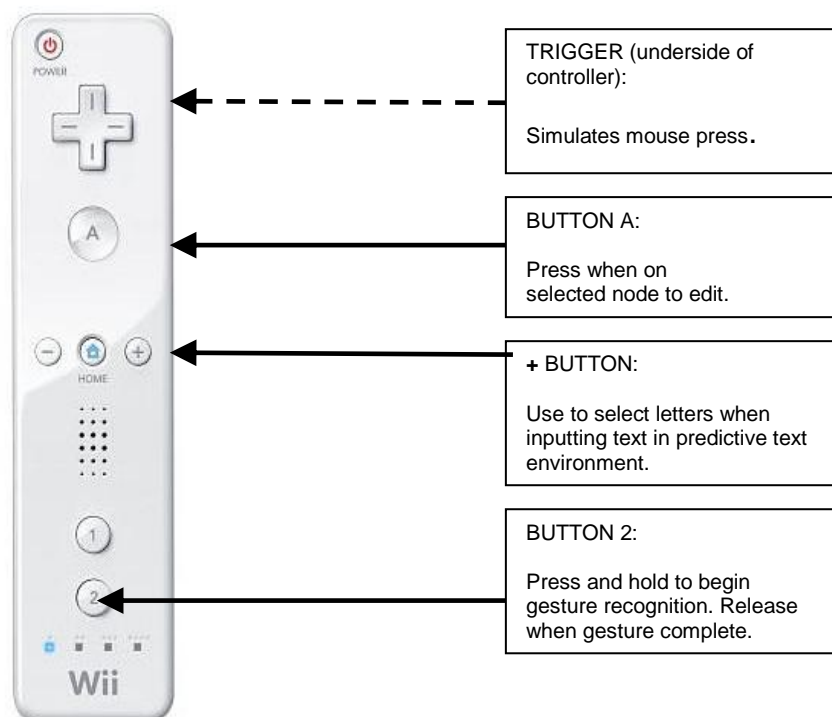 POWER
A
−
+
HOME
1
2
Wii
TRIGGER (underside of
controller):
Simulates mouse press.
BUTTON A:
Press when on
selected node to edit.
+ BUTTON:
Use to select letters when
inputting text in predictive text
environment.
BUTTON 2:
Press and hold to begin
gesture recognition. Release
when gesture complete.